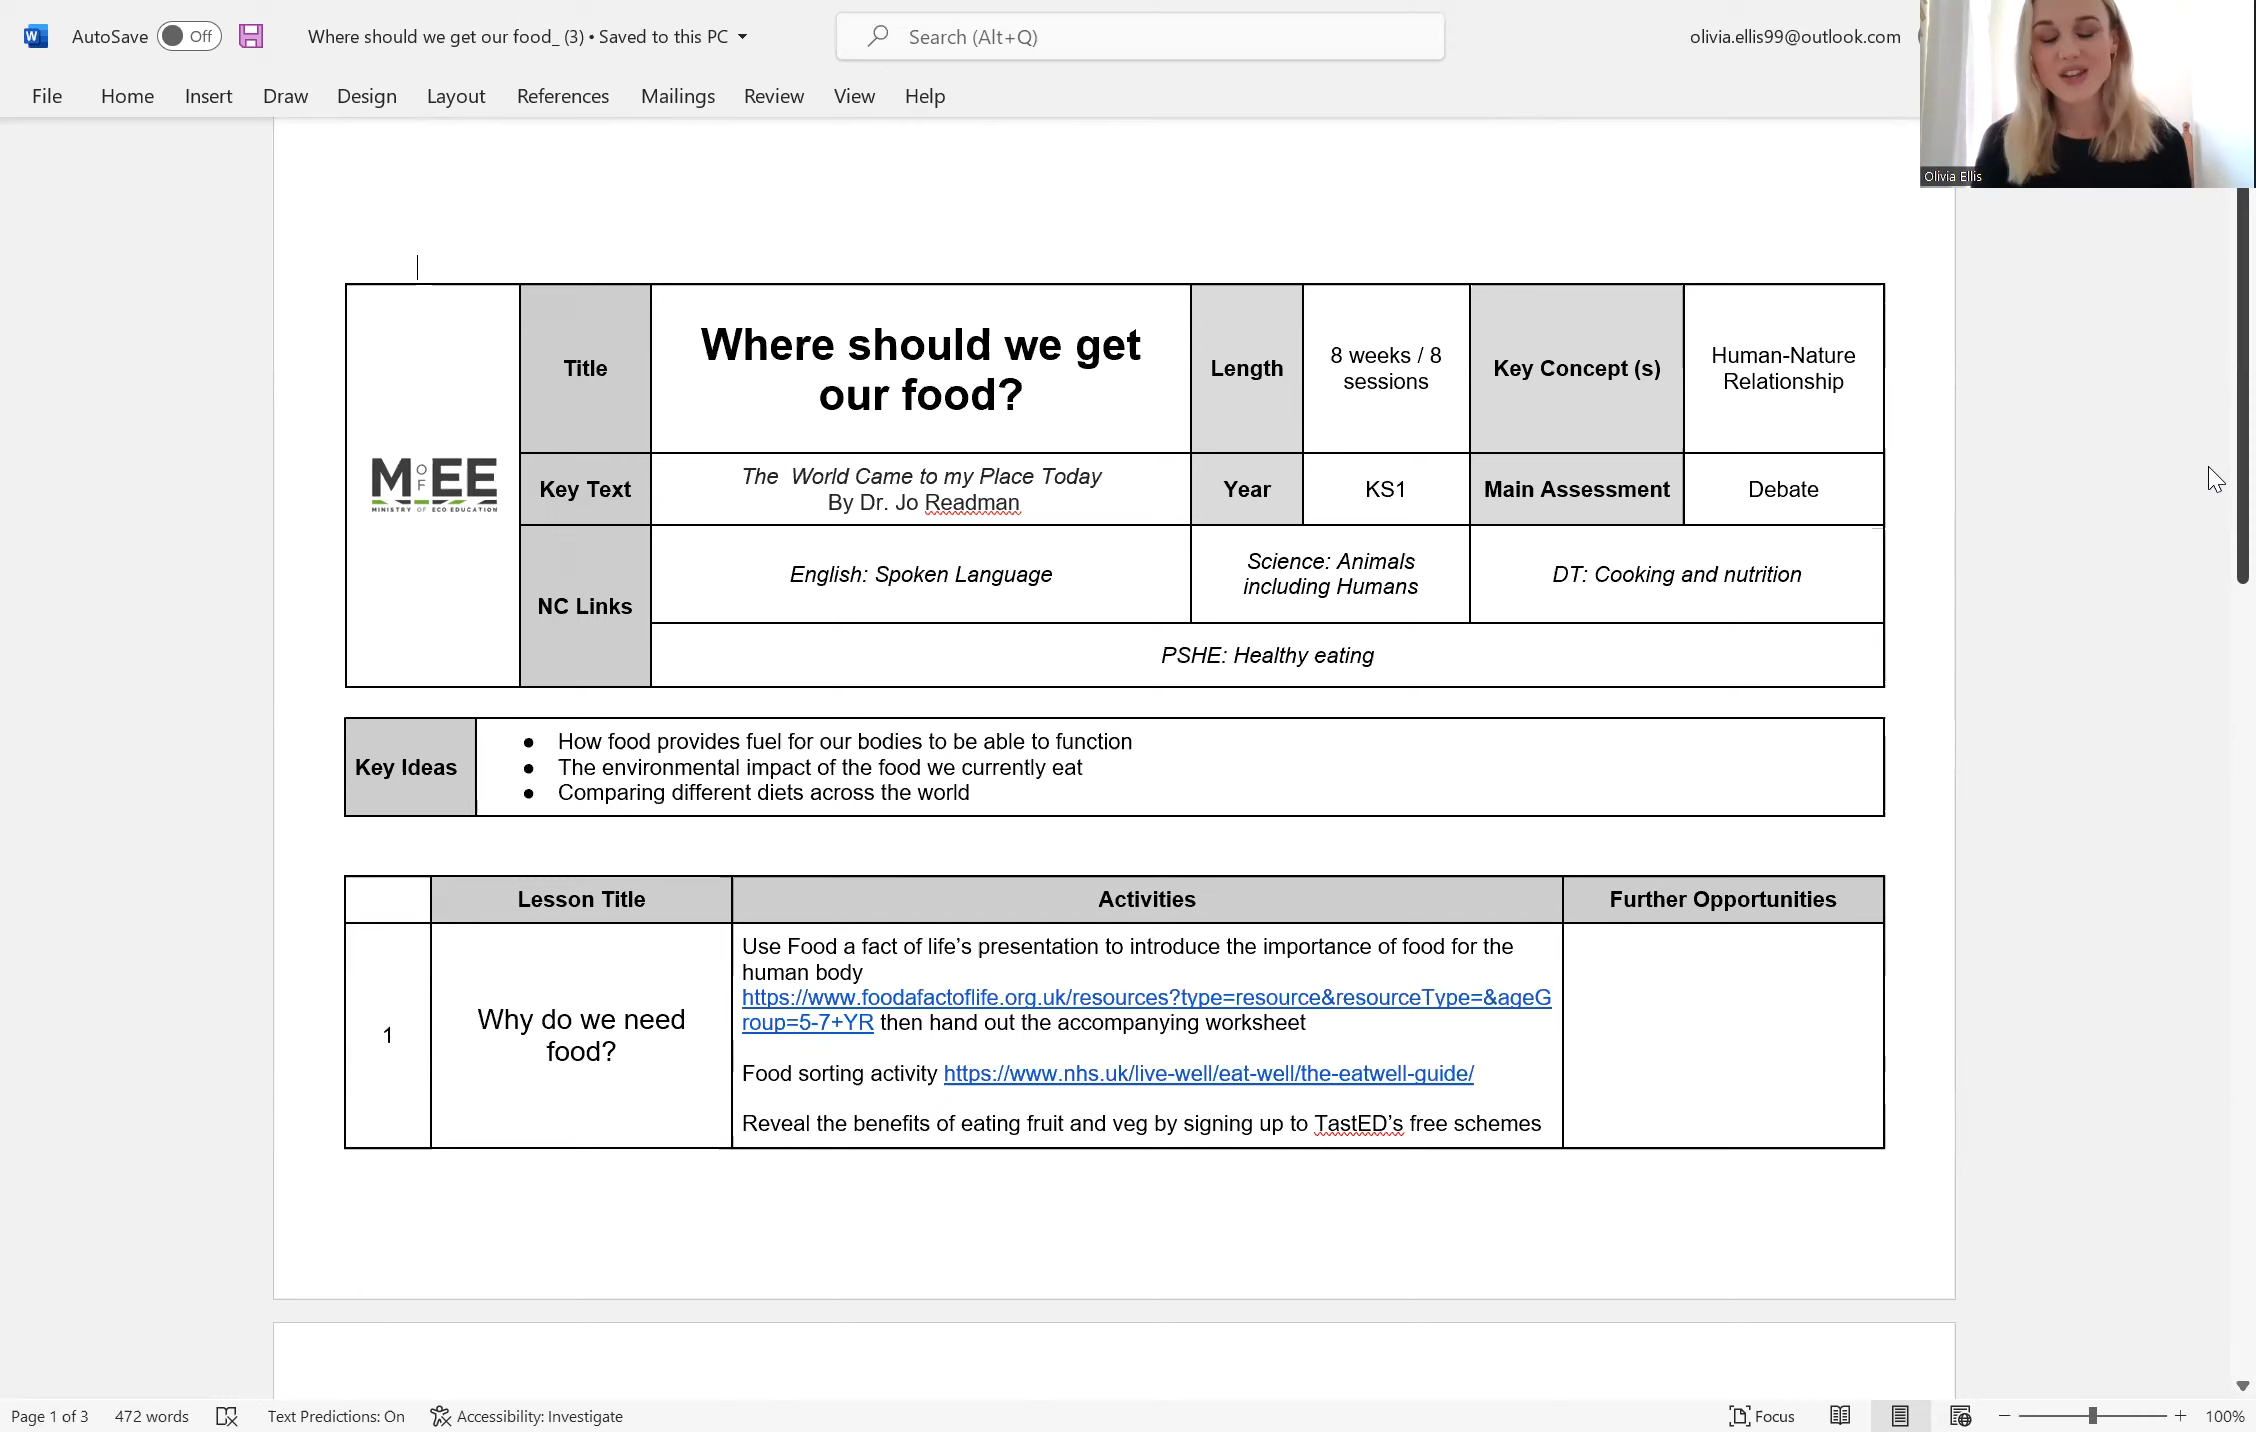 AutoSave Off Where should we get our food_ (3) • Saved to this PC Search (Alt+Q) olivia.ellis99@outlook.com
File Home Insert Draw Design Layout References Mailings Review View Help
Olivia Ellis
Title
Where should we get
our food?
Length
8 weeks / 8
sessions
Key Concept (s)
Human-Nature
Relationship
M OF EE
MINISTRY OF ECO EDUCATION
Key Text
The World Came to my Place Today
By Dr. Jo Readman
Year
KS1
Main Assessment
Debate
NC Links
English: Spoken Language
Science: Animals
including Humans
DT: Cooking and nutrition
PSHE: Healthy eating
Key Ideas
● How food provides fuel for our bodies to be able to function
● The environmental impact of the food we currently eat
● Comparing different diets across the world
Lesson Title Activities Further Opportunities
1
Why do we need
food?
Use Food a fact of life’s presentation to introduce the importance of food for the
human body
https://www.foodafactoflife.org.uk/resources?type=resource&resourceType=&ageG
roup=5-7+YR then hand out the accompanying worksheet
Food sorting activity https://www.nhs.uk/live-well/eat-well/the-eatwell-guide/
Reveal the benefits of eating fruit and veg by signing up to TastED’s free schemes
Page 1 of 3 472 words Text Predictions: On Accessibility: Investigate Focus 100%